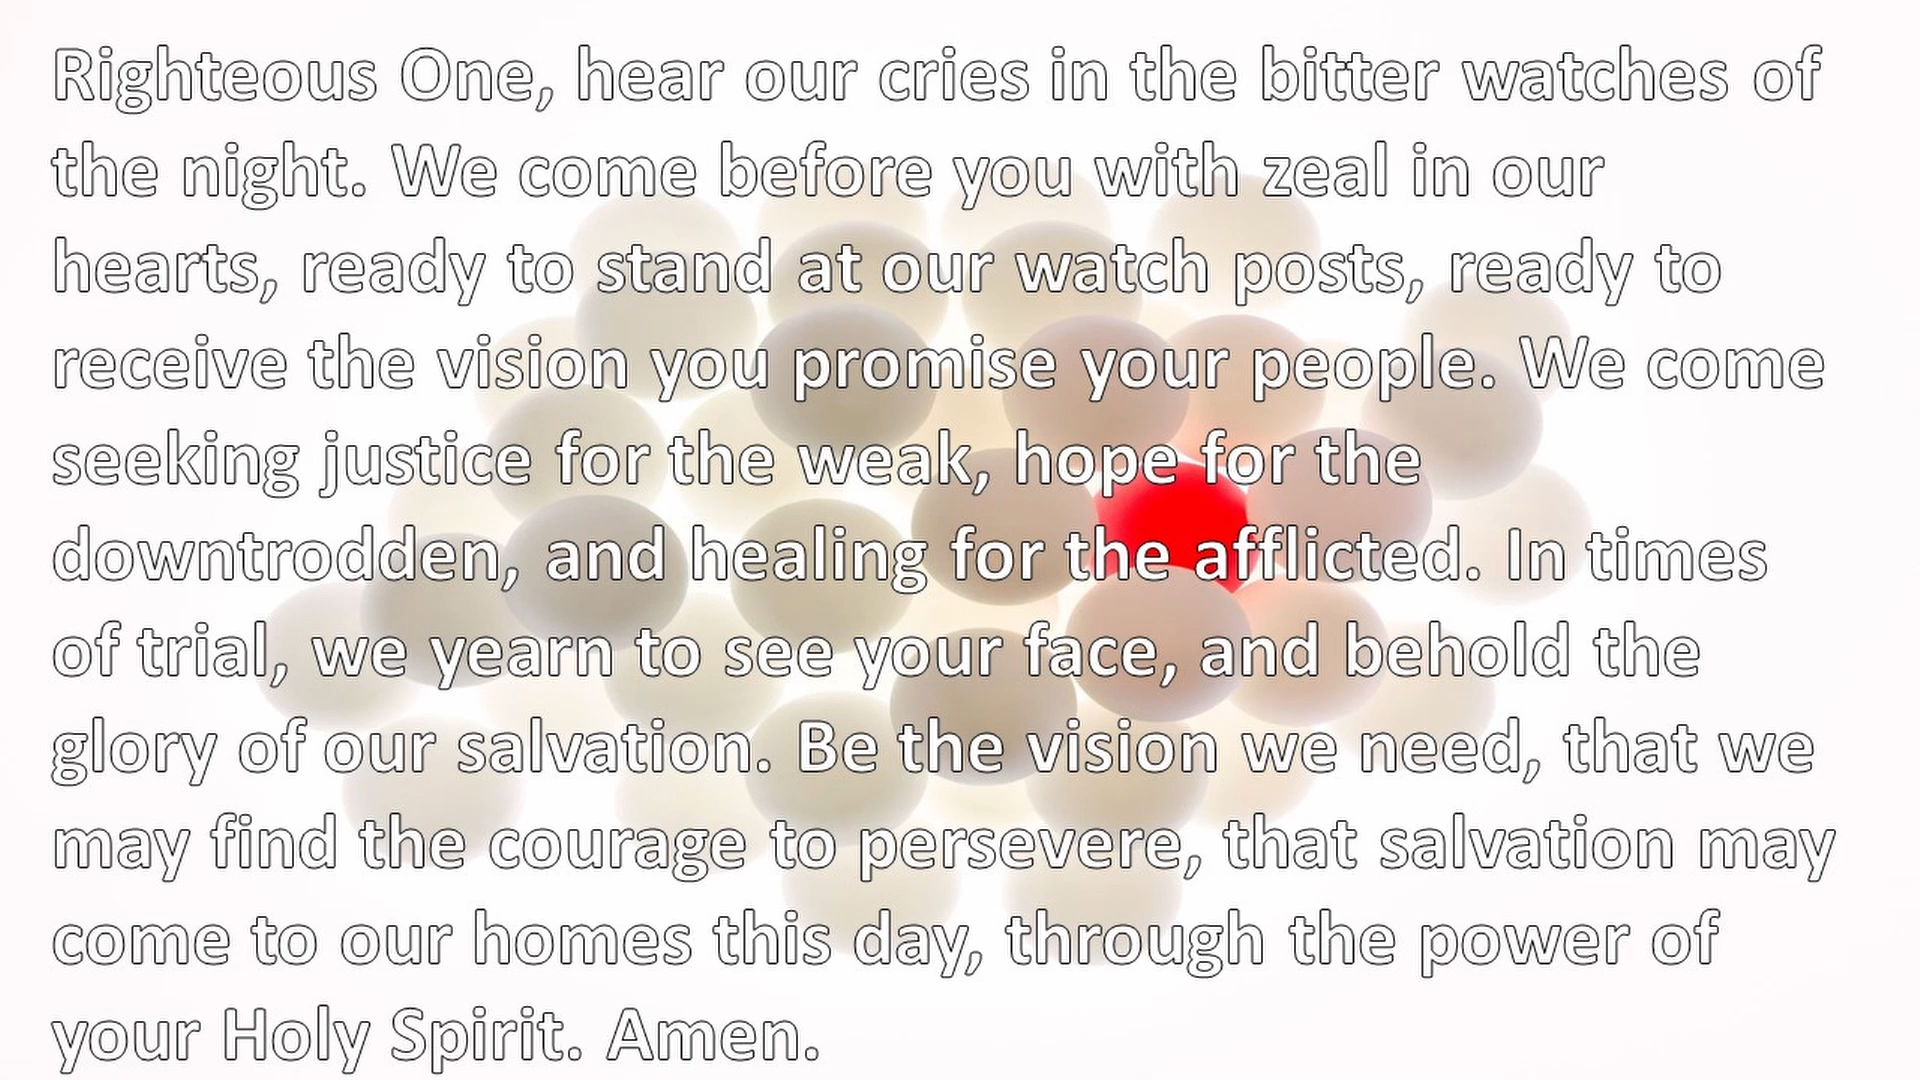 Righteous One, hear our cries in the bitter watches of
the night. We come before you with zeal in our
hearts, ready to stand at our watch posts, ready to
receive the vision you promise your people. We come
seeking justice for the weak, hope for the
downtrodden, and healing for the afflicted. In times
of trial, we yearn to see your face, and behold the
glory of our salvation. Be the vision we need, that we
may find the courage to persevere, that salvation may
come to our homes this day, through the power of
your Holy Spirit. Amen.